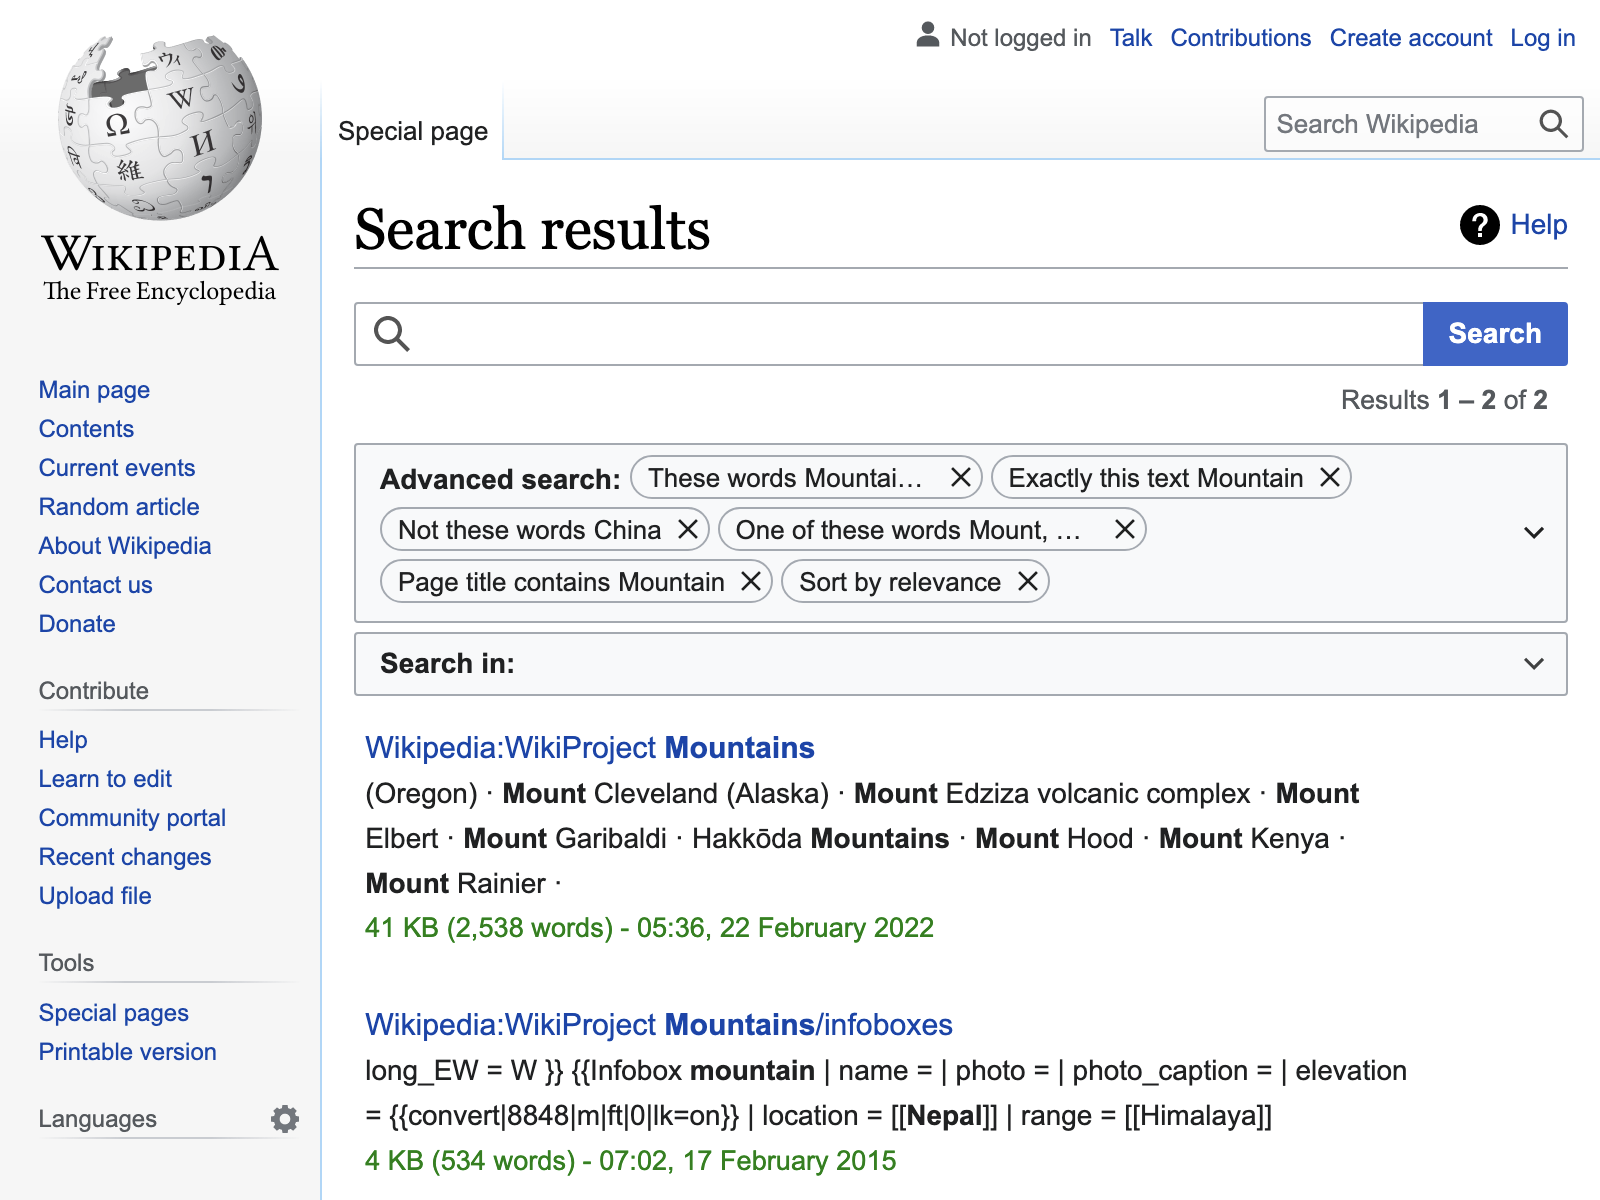 Not logged in Talk Contributions Create account Log in
Special page
Search Wikipedia
Ω
W
И
維
ウィ
WIKIPEDIA
The Free Encyclopedia
Main page
Contents
Current events
Random article
About Wikipedia
Contact us
Donate
Contribute
Help
Learn to edit
Community portal
Recent changes
Upload file
Tools
Special pages
Printable version
Languages
Search results
? Help
Search
Results 1 – 2 of 2
Advanced search: These words Mountai… Exactly this text Mountain
Not these words China One of these words Mount, …
Page title contains Mountain Sort by relevance
Search in:
Wikipedia:WikiProject Mountains
(Oregon) · Mount Cleveland (Alaska) · Mount Edziza volcanic complex · Mount
Elbert · Mount Garibaldi · Hakkōda Mountains · Mount Hood · Mount Kenya ·
Mount Rainier ·
41 KB (2,538 words) - 05:36, 22 February 2022
Wikipedia:WikiProject Mountains/infoboxes
long_EW = W }} {{Infobox mountain | name = | photo = | photo_caption = | elevation
= {{convert|8848|m|ft|0|lk=on}} | location = [[Nepal]] | range = [[Himalaya]]
4 KB (534 words) - 07:02, 17 February 2015